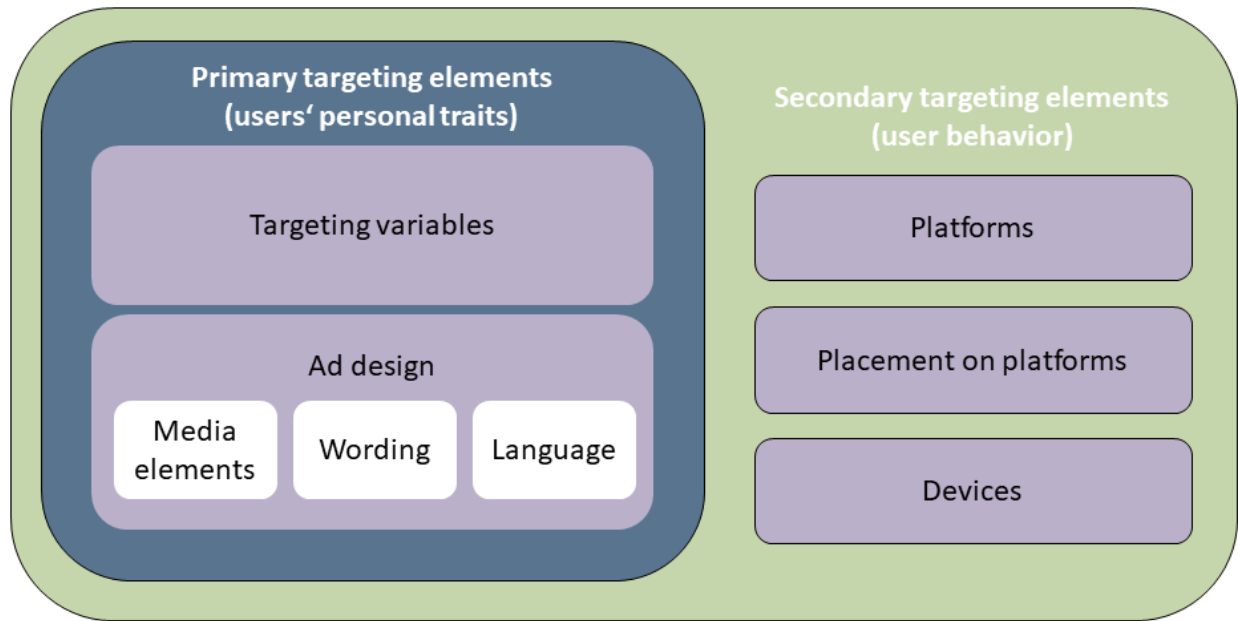 Primary targeting elements
(users‘ personal traits)
Targeting variables
Ad design
Media
elements
Wording
Language
Secondary targeting elements
(user behavior)
Platforms
Placement on platforms
Devices